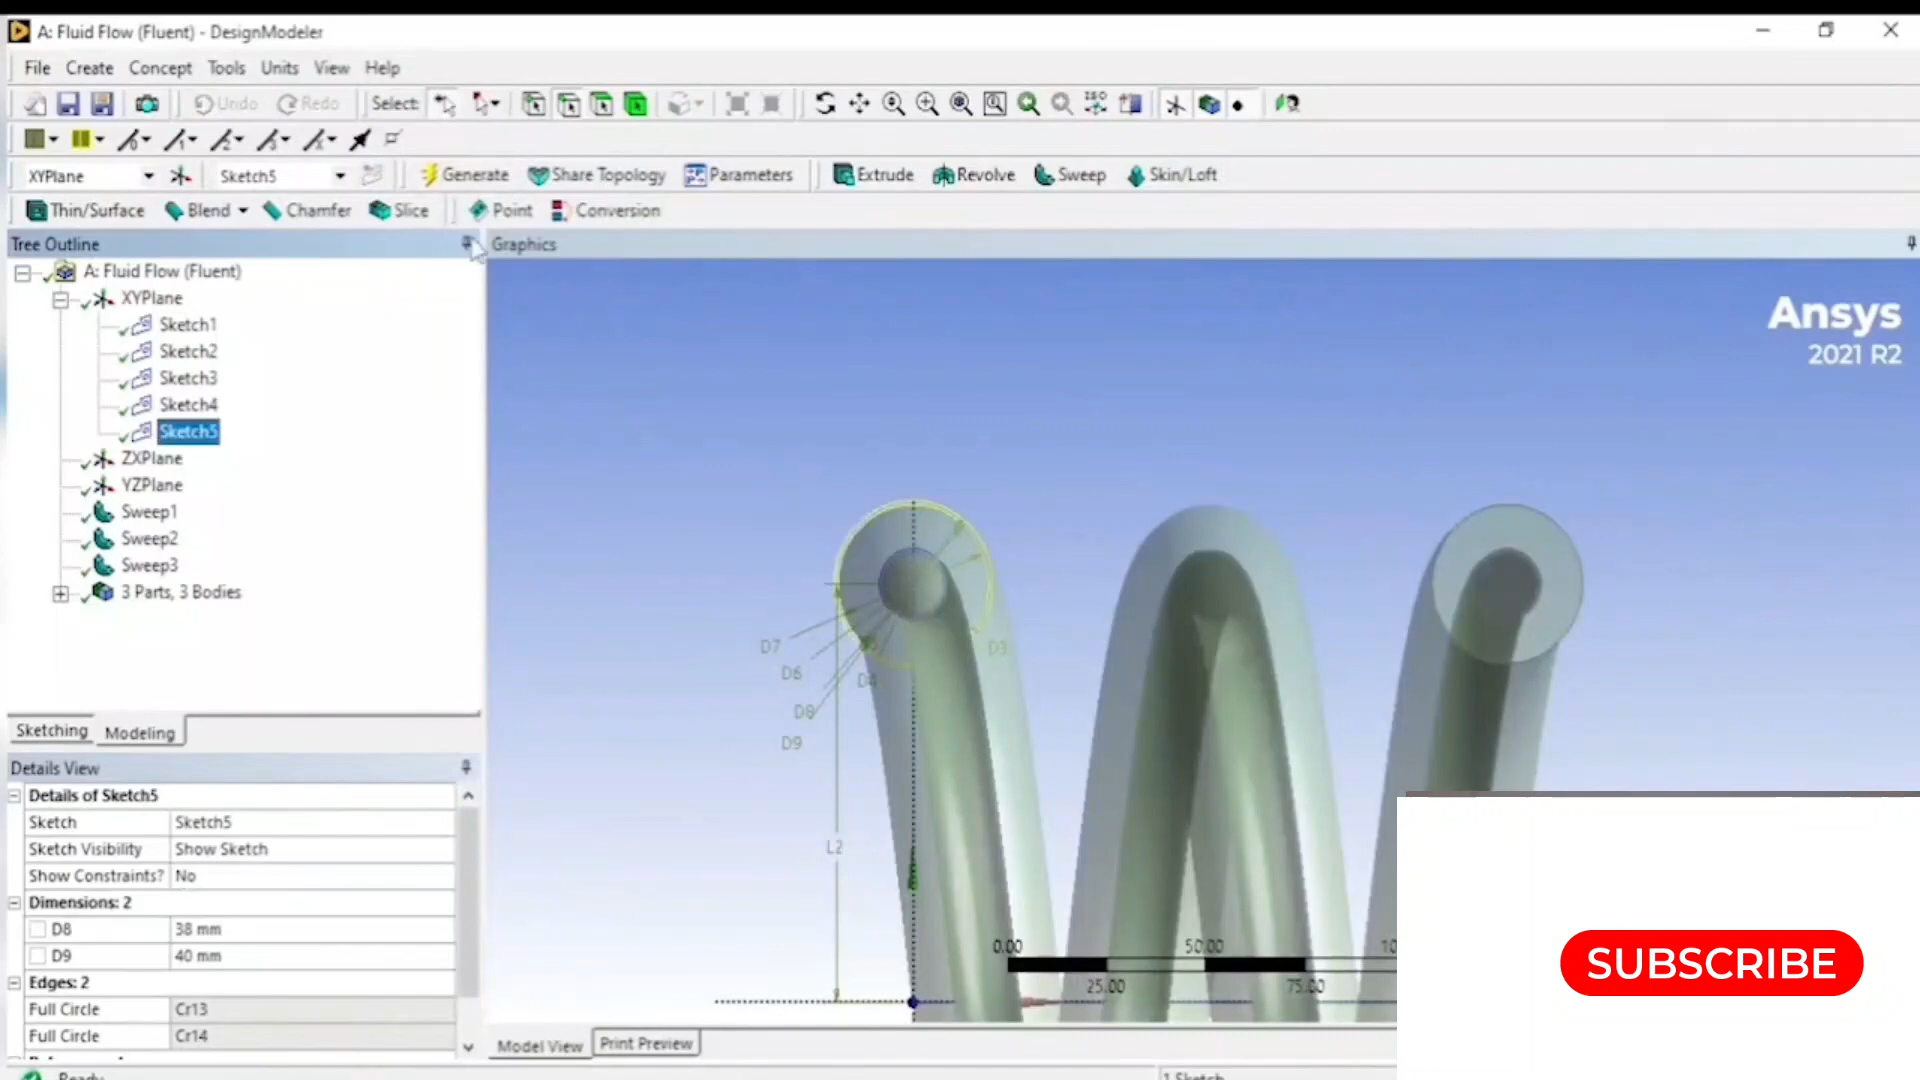 A: Fluid Flow (Fluent) - DesignModeler
File Create Concept Tools Units View Help
Undo Redo Select: ISO
XYPlane Sketch5 Generate Share Topology Parameters Extrude Revolve Sweep Skin/Loft
Thin/Surface Blend Chamfer Slice Point Conversion
Tree Outline
A: Fluid Flow (Fluent)
XYPlane
Sketch1
Sketch2
Sketch3
Sketch4
Sketch5
ZXPlane
YZPlane
Sweep1
Sweep2
Sweep3
3 Parts, 3 Bodies
Sketching Modeling
Details View
Details of Sketch5
Sketch Sketch5
Sketch Visibility Show Sketch
Show Constraints? No
Dimensions: 2
D8 38 mm
D9 40 mm
Edges: 2
Full Circle Cr13
Full Circle Cr14
Graphics
Ansys
2021 R2
D7
D6
D4
D3
D8
D9
L2
0.00 50.00
25.00 75.00
Model View Print Preview
SUBSCRIBE
Ready
1 Sketch